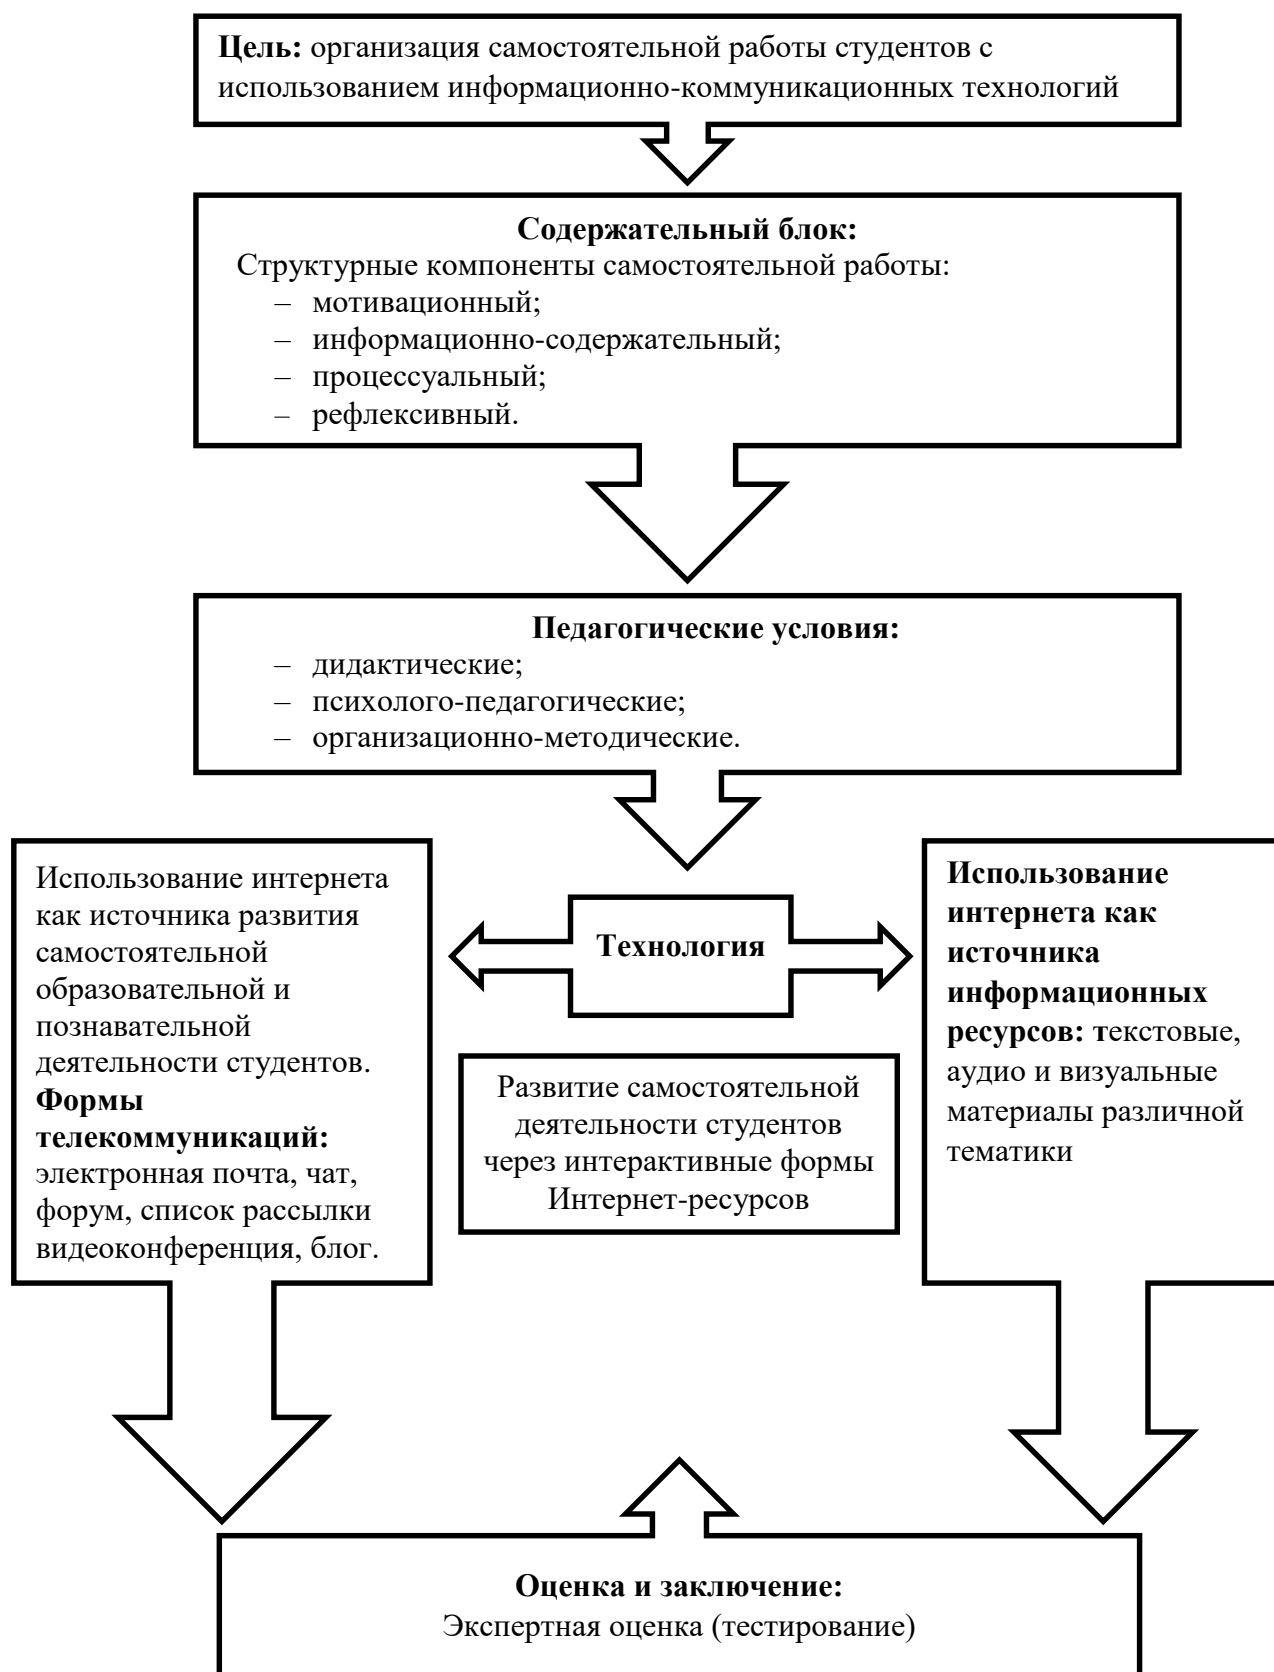 Цель: организация самостоятельной работы студентов с
использованием информационно-коммуникационных технологий
Содержательный блок:
Структурные компоненты самостоятельной работы:
– мотивационный;
– информационно-содержательный;
– процессуальный;
– рефлексивный.
Педагогические условия:
– дидактические;
– психолого-педагогические;
– организационно-методические.
Использование интернета
как источника развития
самостоятельной
образовательной и
познавательной
деятельности студентов.
Формы
телекоммуникаций:
электронная почта, чат,
форум, список рассылки
видеоконференция, блог.
Технология
Развитие самостоятельной
деятельности студентов
через интерактивные формы
Интернет-ресурсов
Использование
интернета как
источника
информационных
ресурсов: текстовые,
аудио и визуальные
материалы различной
тематики
Оценка и заключение:
Экспертная оценка (тестирование)